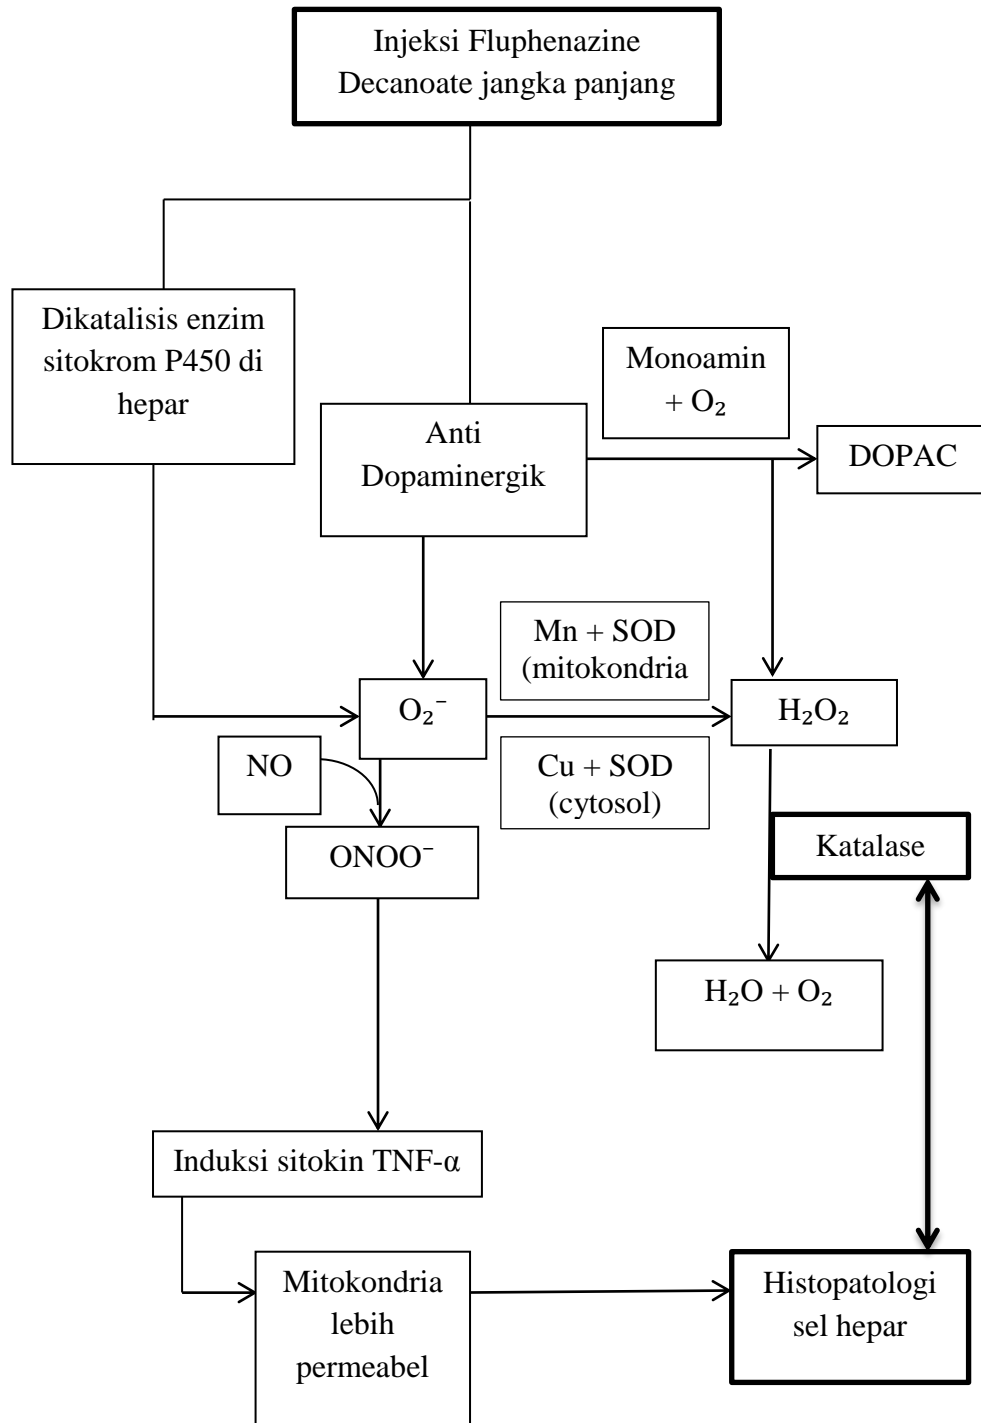 Injeksi Fluphenazine
Decanoate jangka panjang
Dikatalisis enzim
sitokrom P450 di
hepar
Monoamin
+ O₂
Anti
Dopaminergik
DOPAC
Mn + SOD
(mitokondria
O₂⁻
H₂O₂
NO
Cu + SOD
(cytosol)
ONOO⁻
Katalase
H₂O + O₂
Induksi sitokin TNF-α
Mitokondria
lebih
permeabel
Histopatologi
sel hepar